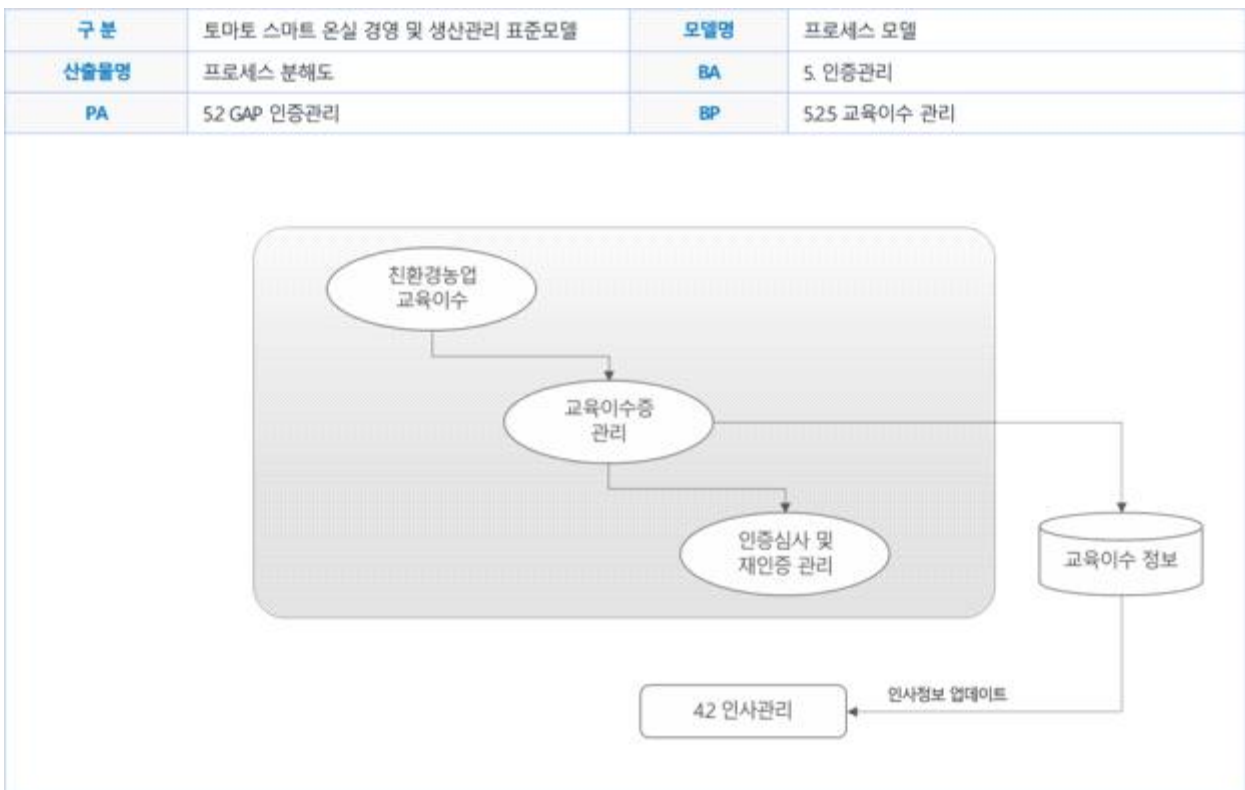 구 분 토마토 스마트 온실 경영 및 생산관리 표준모델 모델명 프로세스 모델
산출물명 프로세스 분해도 BA 5. 인증관리
PA 5.2 GAP 인증관리 BP 5.2.5 교육이수 관리
친환경농업
교육이수
교육이수증
관리
인증심사 및
재인증 관리
교육이수 정보
인사정보 업데이트
4.2 인사관리